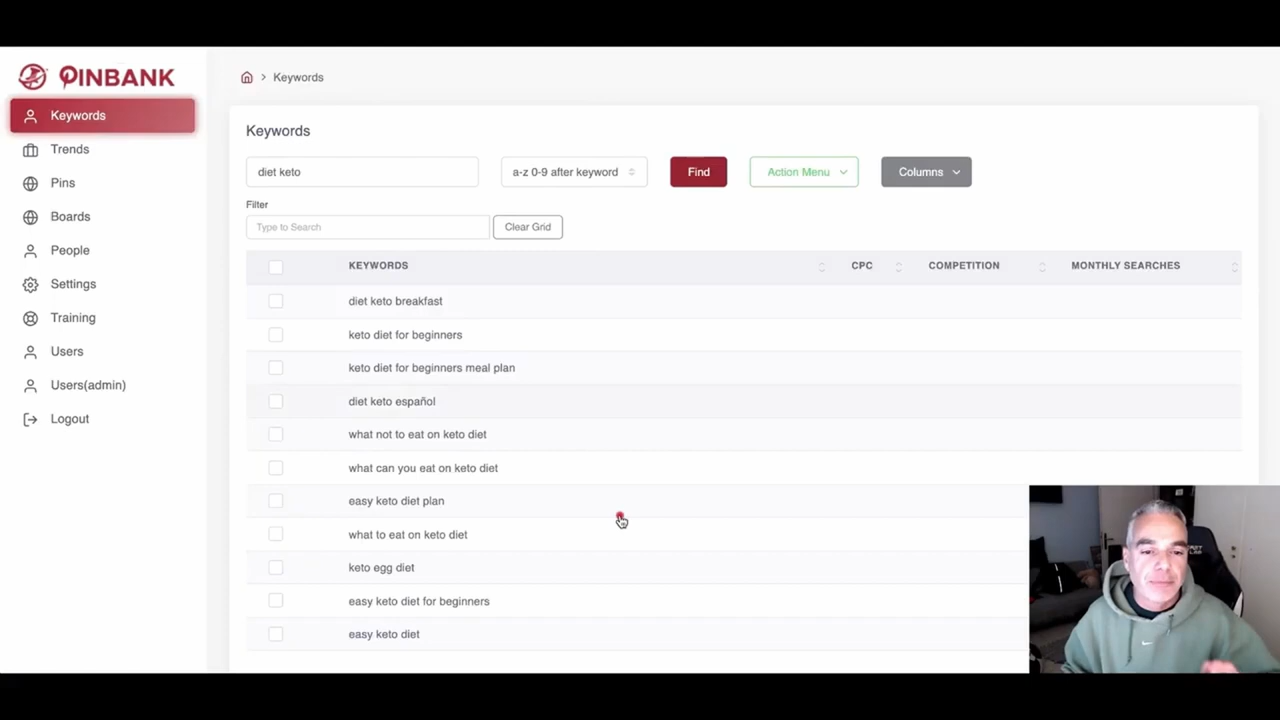 PINBANK
Keywords
Trends
Pins
Boards
People
Settings
Training
Users
Users(admin)
Logout
> Keywords
Keywords
diet keto
a-z 0-9 after keyword
Find
Action Menu
Columns
Filter
Type to Search
Clear Grid
KEYWORDS CPC COMPETITION MONTHLY SEARCHES
diet keto breakfast
keto diet for beginners
keto diet for beginners meal plan
diet keto español
what not to eat on keto diet
what can you eat on keto diet
easy keto diet plan
what to eat on keto diet
keto egg diet
easy keto diet for beginners
easy keto diet